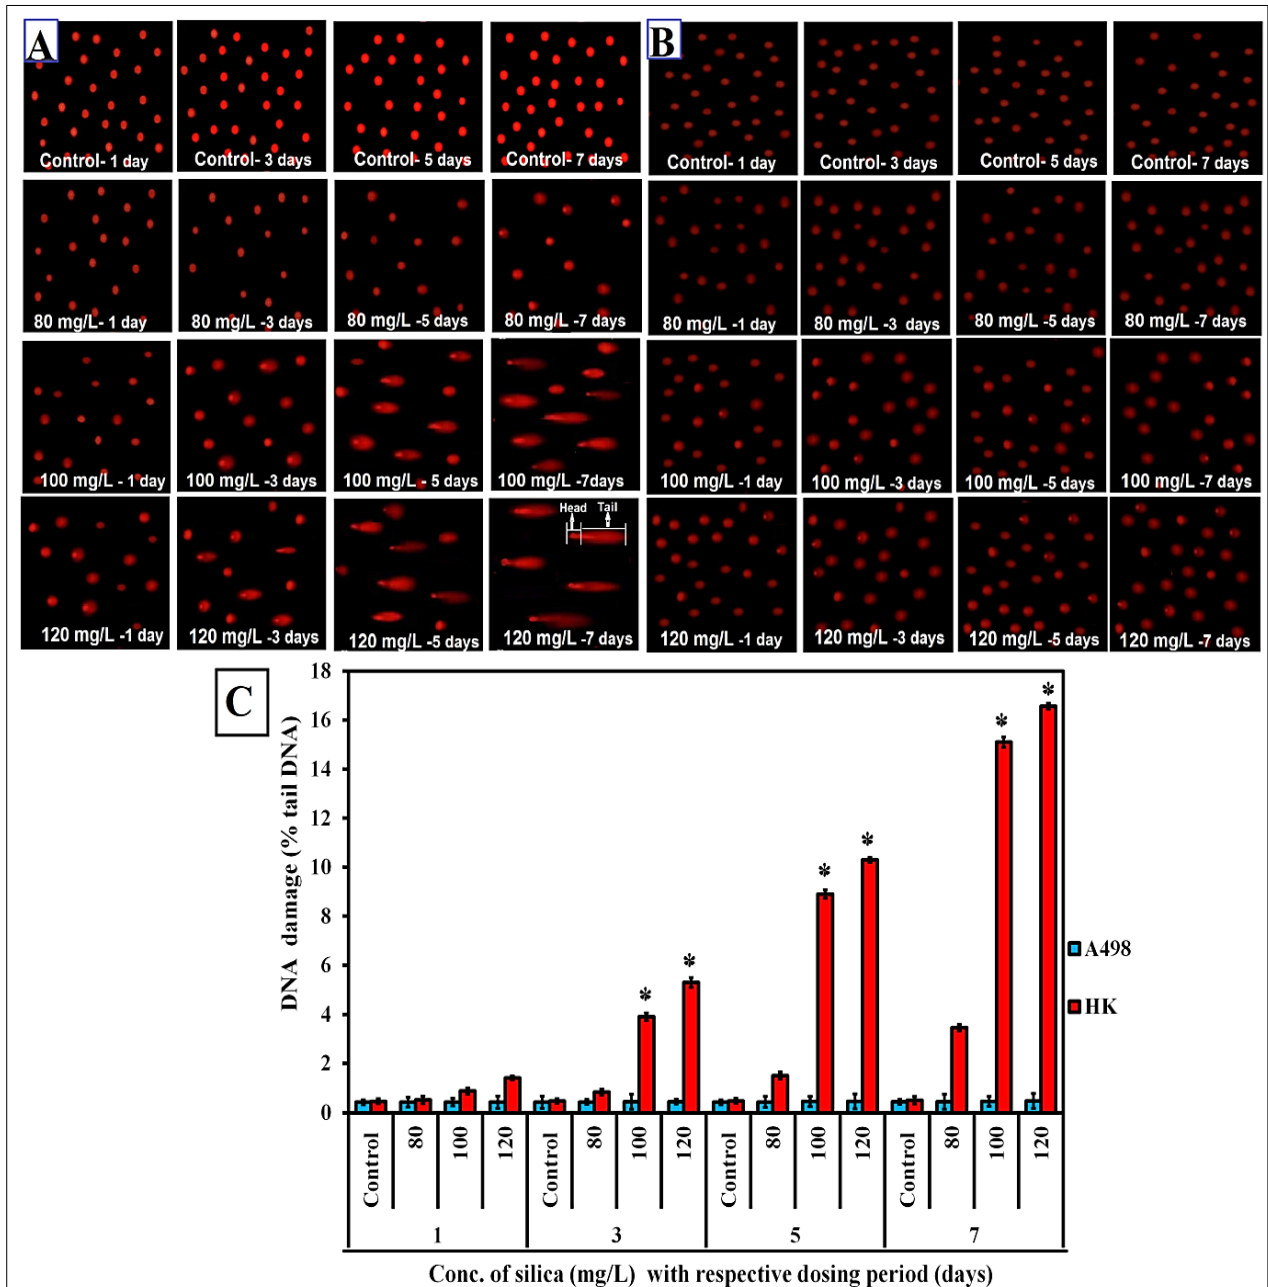 A
B
Control- 1 day
Control- 3 days
Control- 5 days
Control- 7 days
Control- 1 day
Control- 3 days
Control- 5 days
Control- 7 days
80 mg/L- 1 day
80 mg/L -3 days
80 mg/L -5 days
80 mg/L -7 days
80 mg/L -1 day
80 mg/L -3 days
80 mg/L -5 days
80 mg/L -7 days
100 mg/L - 1 day
100 mg/L -3 days
100 mg/L - 5 days
100 mg/L -7days
100 mg/L -1 day
100 mg/L -3 days
100 mg/L -5 days
100 mg/L -7 days
Head
Tail
120 mg/L -1 day
120 mg/L -3 days
120 mg/L -5 days
120 mg/L -7 days
120 mg/L -1 day
120 mg/L -3 days
120 mg/L -5 days
120 mg/L -7 days
C
DNA damage (% tail DNA)
18
16
14
12
10
8
6
4
2
0
*
*
*
*
*
*
A498
HK
Control
80
100
120
Control
80
100
120
Control
80
100
120
Control
80
100
120
1
3
5
7
Conc. of silica (mg/L) with respective dosing period (days)